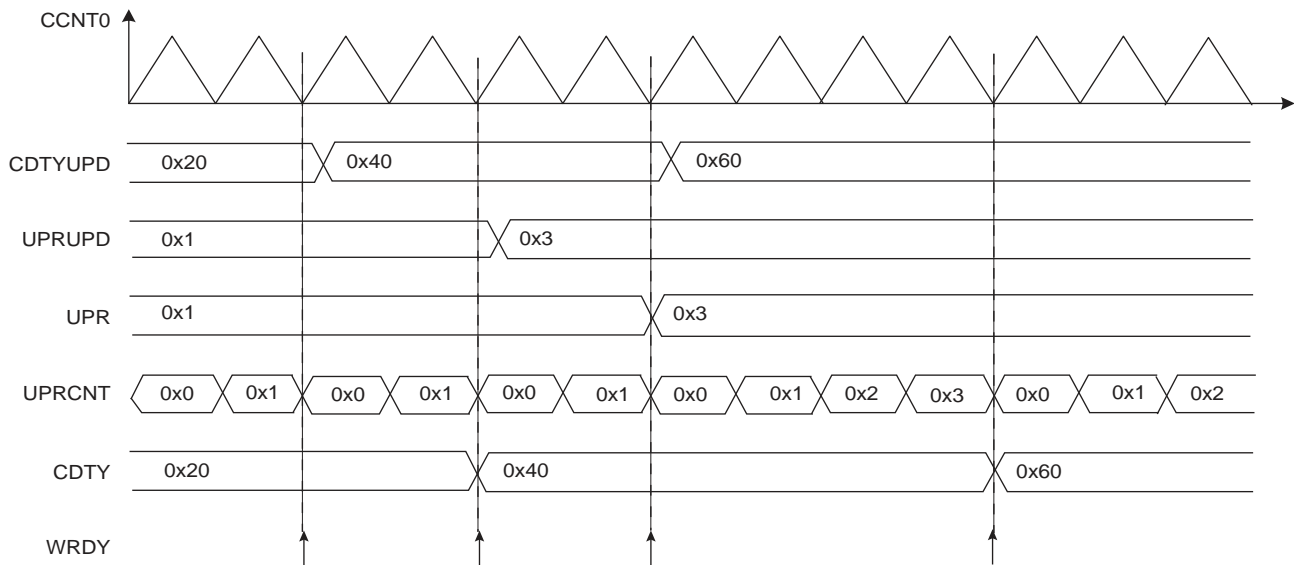 CCNT0
CDTYUPD 0x20 0x40 0x60
UPRUPD 0x1 0x3
UPR 0x1 0x3
UPRCNT 0x0 0x1 0x0 0x1 0x0 0x1 0x0 0x1 0x2 0x3 0x0 0x1 0x2
CDTY 0x20 0x40 0x60
WRDY